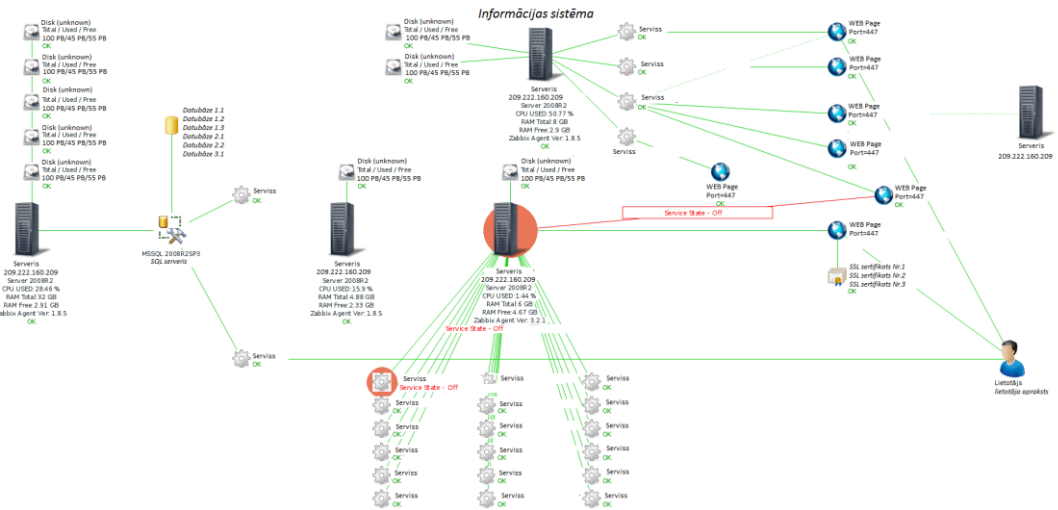 Informācijas sistēma
Disk (unknown)
Total / Used / Free
100 PB/45 PB/55 PB
OK
Disk (unknown)
Total / Used / Free
100 PB/45 PB/55 PB
OK
Disk (unknown)
Total / Used / Free
100 PB/45 PB/55 PB
OK
Disk (unknown)
Total / Used / Free
100 PB/45 PB/55 PB
OK
Disk (unknown)
Total / Used / Free
100 PB/45 PB/55 PB
OK
Serveris
209.222.160.209
Server 2008R2
CPU USED:28.46 %
RAM Total:32 GB
RAM Free:2.91 GB
Zabbix Agent Ver: 1.8.5
OK
Datubāze 1.1
Datubāze 1.2
Datubāze 1.3
Datubāze 2.1
Datubāze 2.2
Datubāze 3.1
MSSQL 2008R2SP3
SQL serveris
Serviss
OK
Serviss
OK
Disk (unknown)
Total / Used / Free
100 PB/45 PB/55 PB
OK
Serveris
209.222.160.209
Server 2008R2
CPU USED:15.9 %
RAM Total:4.88 GB
RAM Free:2.33 GB
Zabbix Agent Ver: 1.8.5
OK
Disk (unknown)
Total / Used / Free
100 PB/45 PB/55 PB
OK
Disk (unknown)
Total / Used / Free
100 PB/45 PB/55 PB
OK
Serveris
209.222.160.209
Server 2008R2
CPU USED:50.77 %
RAM Total:8 GB
RAM Free:2.9 GB
Zabbix Agent Ver: 1.8.5
OK
Serviss
OK
Serviss
OK
Serviss
OK
Serviss
WEB Page
Port=447
OK
WEB Page
Port=447
OK
WEB Page
Port=447
OK
WEB Page
Port=447
OK
WEB Page
Port=447
OK
WEB Page
Port=447
OK
Serveris
209.222.160.209
Disk (unknown)
Total / Used / Free
100 PB/45 PB/55 PB
OK
Service State - Off
Serveris
209.222.160.209
Server 2008R2
CPU USED:1.44 %
RAM Total:6 GB
RAM Free:4.67 GB
Zabbix Agent Ver: 3.2.1
Service State - Off
WEB Page
Port=447
SSL sertifikats Nr.1
SSL sertifikats Nr.2
SSL sertifikats Nr.3
OK
Lietotājs
lietotāja apraksts
Serviss
Service State - Off
Serviss
Serviss
OK
Serviss
OK
Serviss
OK
Serviss
OK
Serviss
OK
Serviss
OK
Serviss
OK
Serviss
OK
Serviss
OK
Serviss
OK
Serviss
OK
Serviss
OK
Serviss
OK
Serviss
OK
Serviss
OK
Serviss
OK